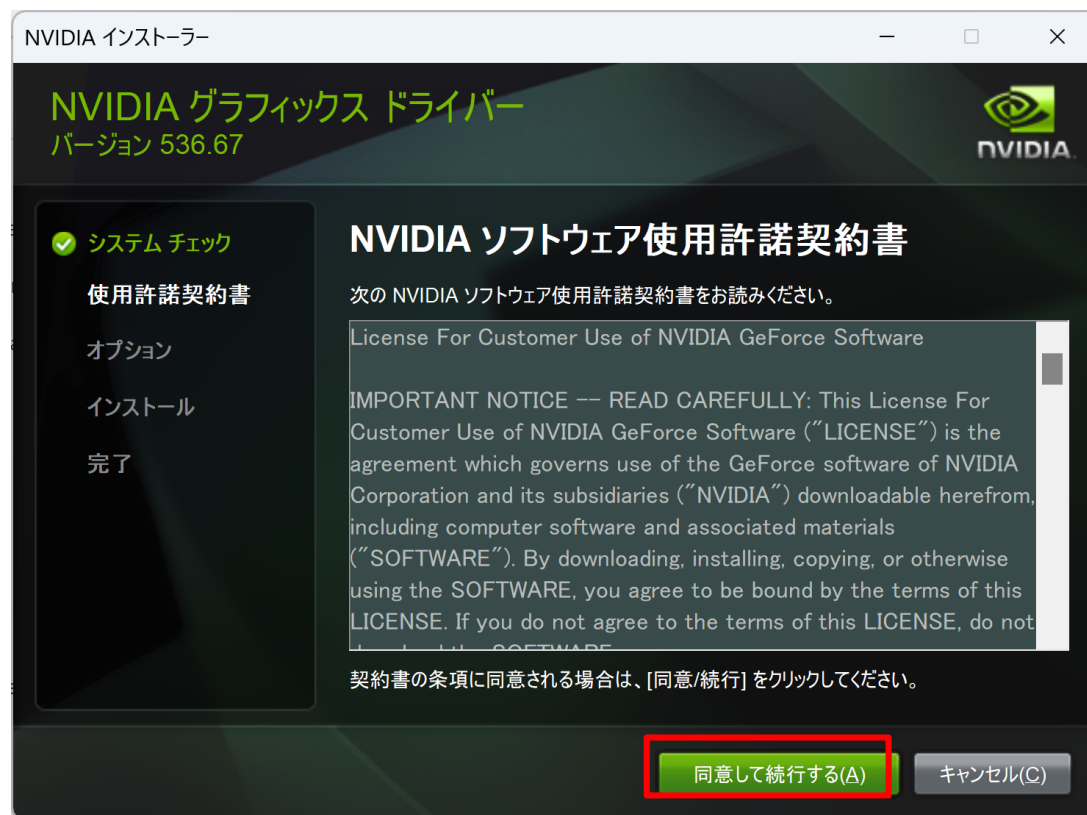 NVIDIA インストーラー
NVIDIA グラフィックス ドライバー
バージョン 536.67
NVIDIA.
システム チェック
使用許諾契約書
オプション
インストール
完了
NVIDIA ソフトウェア使用許諾契約書
次の NVIDIA ソフトウェア使用許諾契約書をお読みください。
License For Customer Use of NVIDIA GeForce Software
IMPORTANT NOTICE -- READ CAREFULLY: This License For
Customer Use of NVIDIA GeForce Software ("LICENSE") is the
agreement which governs use of the GeForce software of NVIDIA
Corporation and its subsidiaries ("NVIDIA") downloadable herefrom,
including computer software and associated materials
("SOFTWARE"). By downloading, installing, copying, or otherwise
using the SOFTWARE, you agree to be bound by the terms of this
LICENSE. If you do not agree to the terms of this LICENSE, do not
契約書の条項に同意される場合は、[同意/続行] をクリックしてください。
同意して続行する(A)
キャンセル(C)